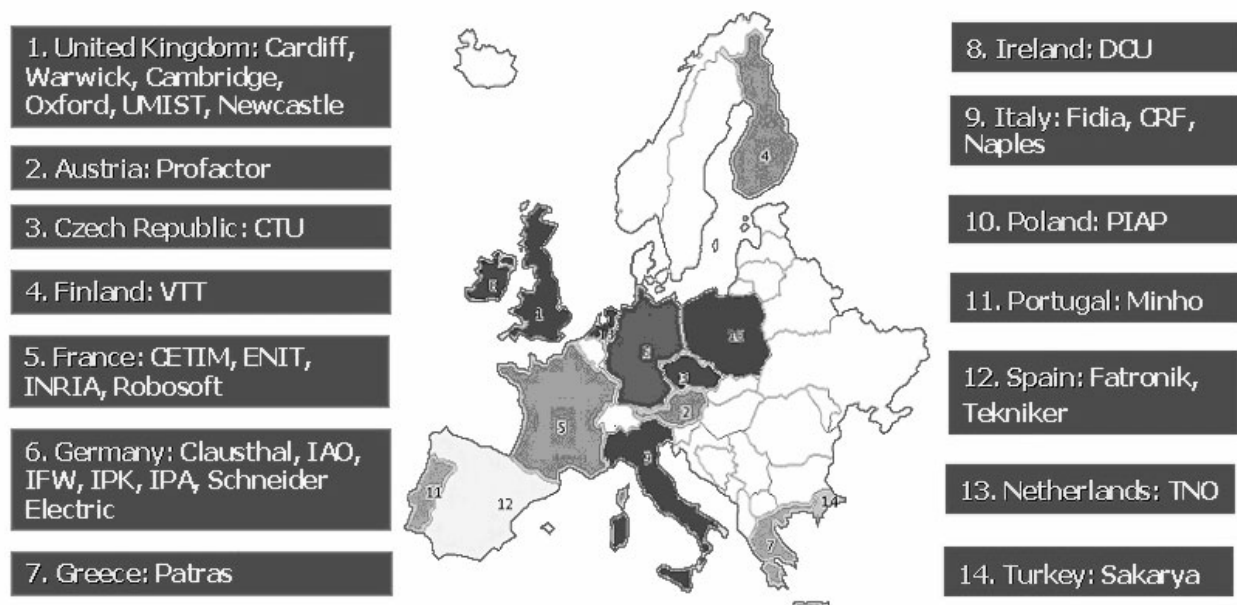 1. United Kingdom: Cardiff,
Warwick, Cambridge,
Oxford, UMIST, Newcastle
2. Austria: Profactor
3. Czech Republic: CTU
4. Finland: VTT
5. France: CETIM, ENIT,
INRIA, Robosoft
6. Germany: Clausthal, IAO,
IFW, IPK, IPA, Schneider
Electric
7. Greece: Patras
4
1
2
5
11
12
14
7
8. Ireland: DCU
9. Italy: Fidia, CRF,
Naples
10. Poland: PIAP
11. Portugal: Minho
12. Spain: Fatronik,
Tekniker
13. Netherlands: TNO
14. Turkey: Sakarya